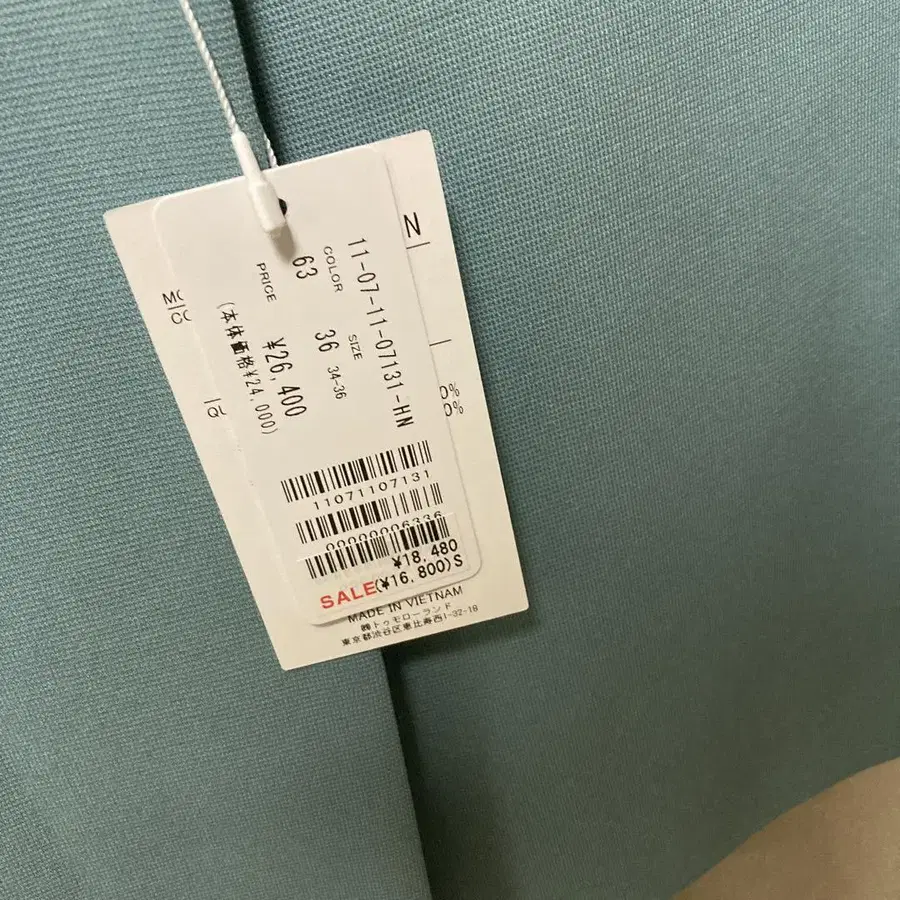 N
MO
CO
0%
0%
11-07-11-07131-HN
COLOR SIZE
63 36 34-36
PRICE ¥26,400
(本体価格¥24,000)
11071107131
00000006336
¥18,480
SALE(¥16,800)S
MADE IN VIETNAM
㈱トゥモローランド
東京都渋谷区恵比寿西1-32-18